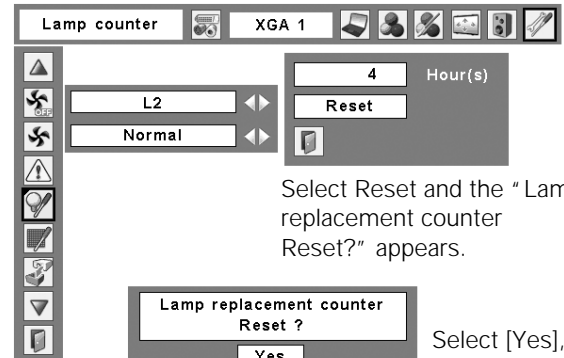 Lamp counter
XGA 1
OFF
L2
Normal
4 Hour(s)
Reset
Select Reset and the “Lam
replacement counter
Reset?” appears.
Lamp replacement counter
Reset ?
Yes
Select [Yes],